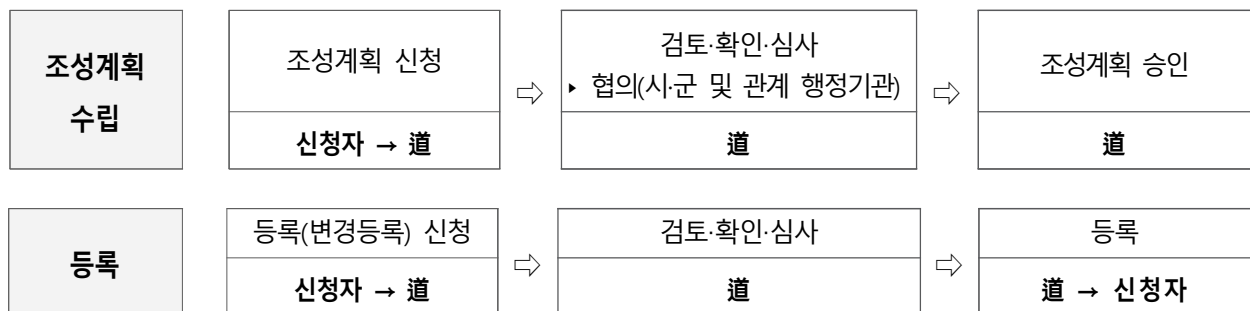 조성계획
수립
조성계획 신청
신청자 → 道
⇨
검토·확인·심사
▸ 협의(시·군 및 관계 행정기관)
道
⇨
조성계획 승인
道
등록
등록(변경등록) 신청
신청자 → 道
⇨
검토·확인·심사
道
⇨
등록
道 → 신청자